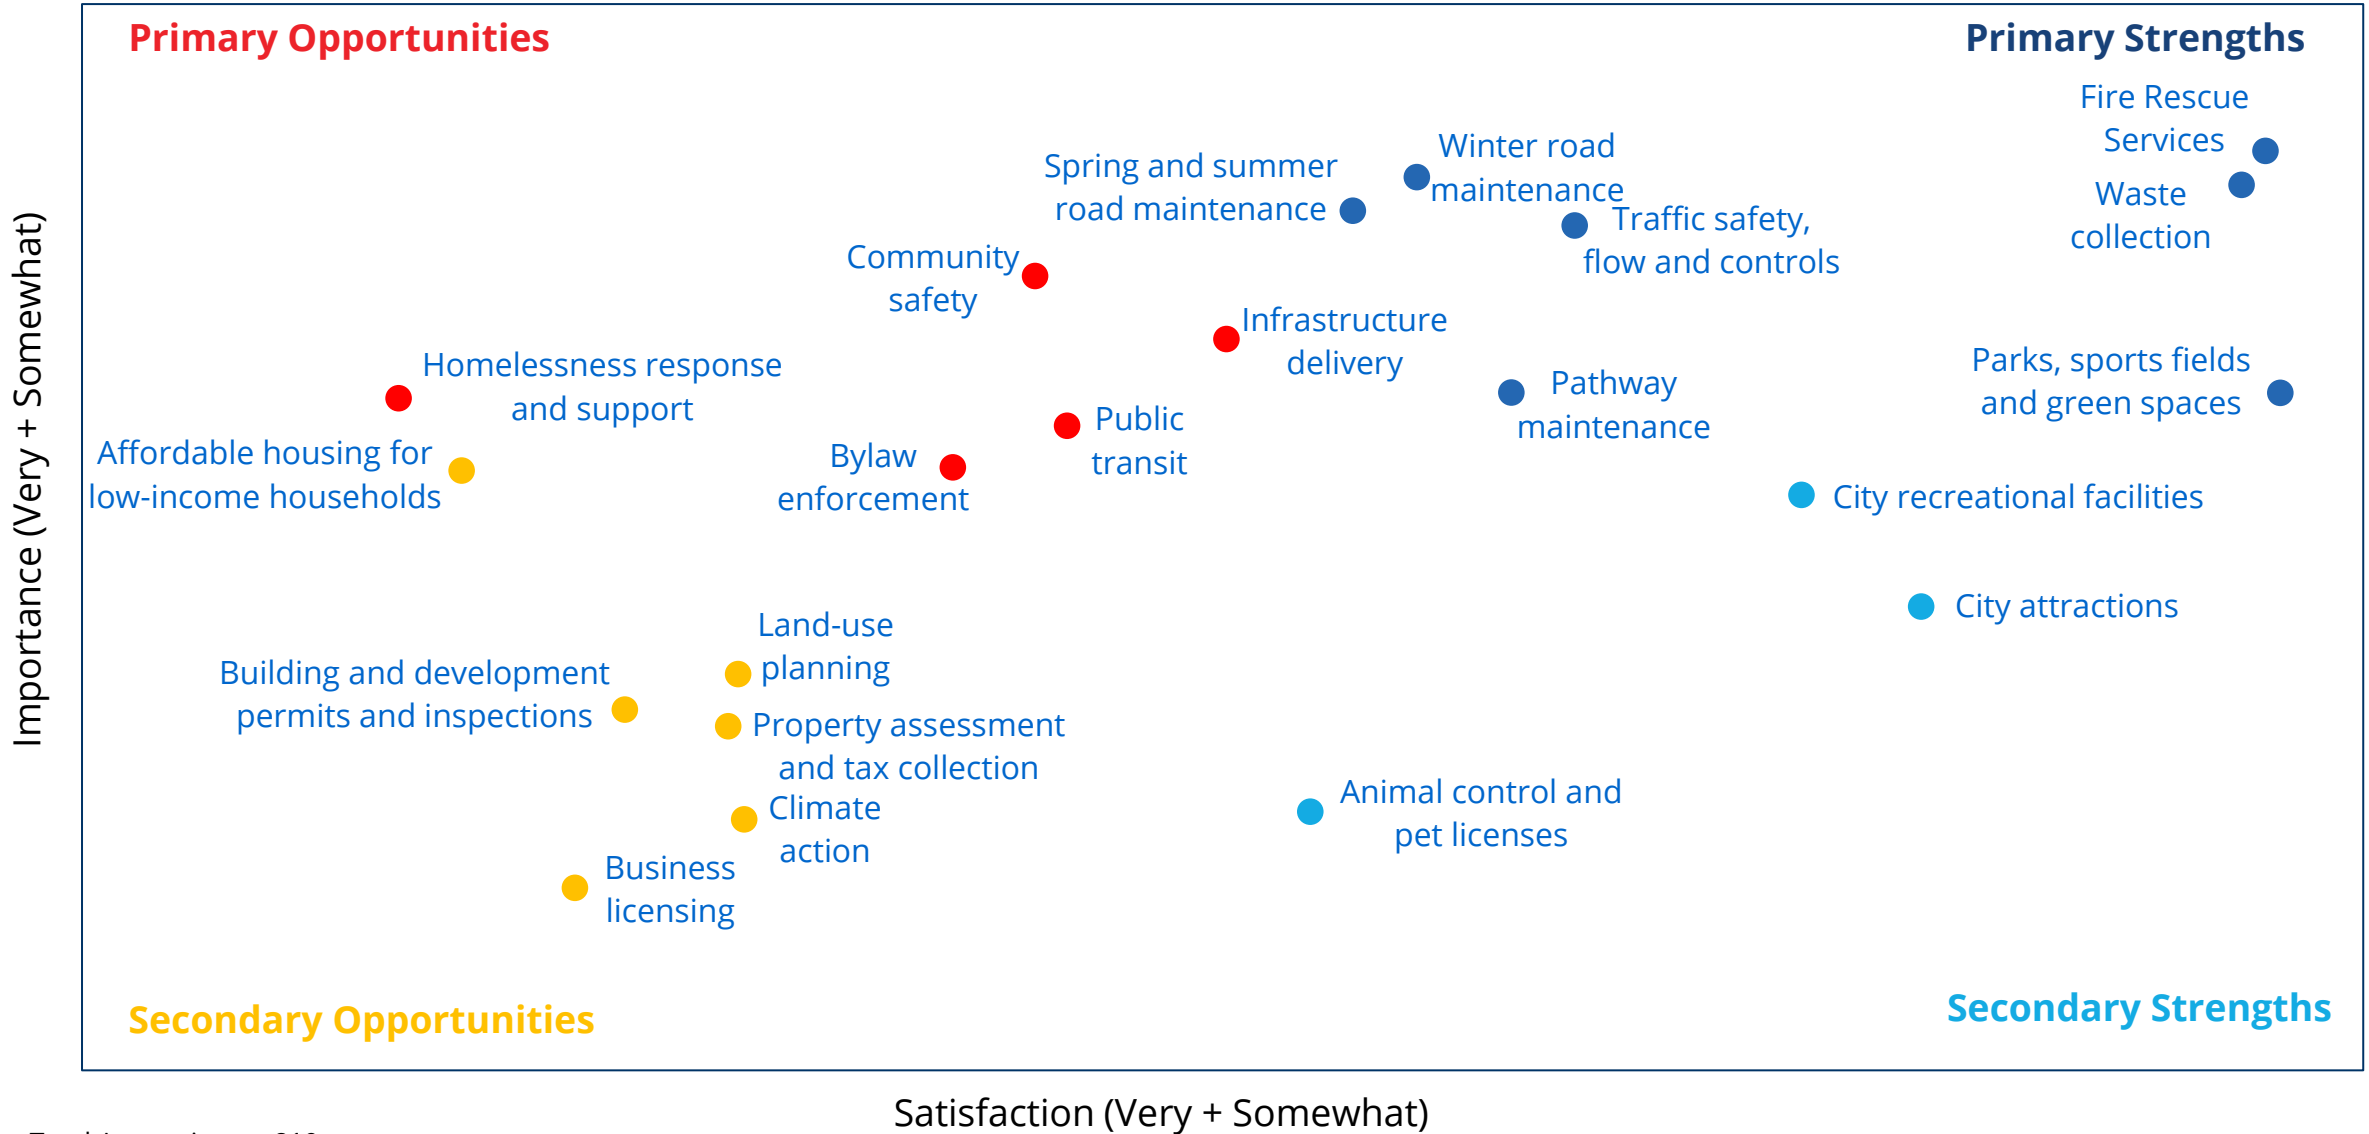 Primary Opportunities
Primary Strengths
Fire Rescue
Services
Winter road
maintenance
Spring and summer
road maintenance
Waste
collection
Traffic safety,
flow and controls
Community
safety
Infrastructure
delivery
Homelessness response
and support
Parks, sports fields
and green spaces
Pathway
maintenance
Public
transit
Affordable housing for
low-income households
Bylaw
enforcement
City recreational facilities
City attractions
Land-use
planning
Building and development
permits and inspections
Property assessment
and tax collection
Climate
action
Animal control and
pet licenses
Business
licensing
Secondary Opportunities
Secondary Strengths
Importance (Very + Somewhat)
Satisfaction (Very + Somewhat)